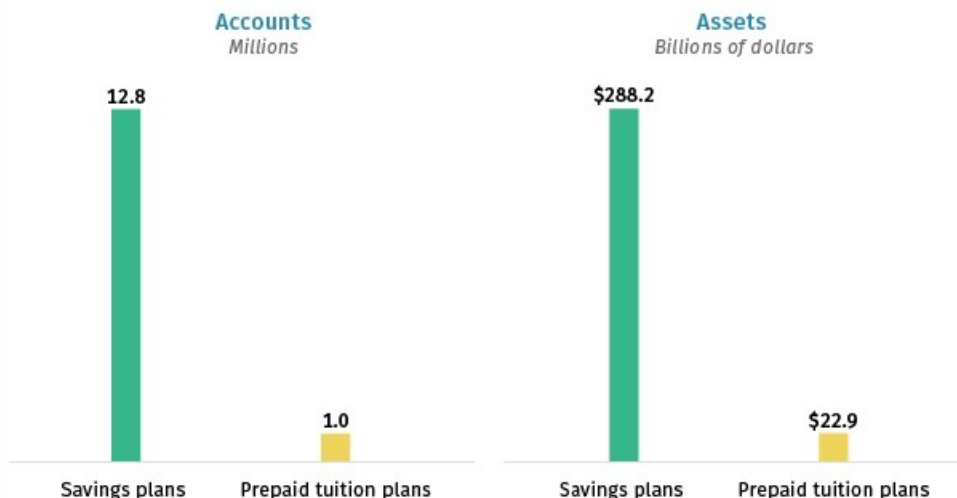 Accounts
Millions
12.8
1.0
Savings plans
Prepaid tuition plans
Assets
Billions of dollars
$288.2
$22.9
Savings plans
Prepaid tuition plans